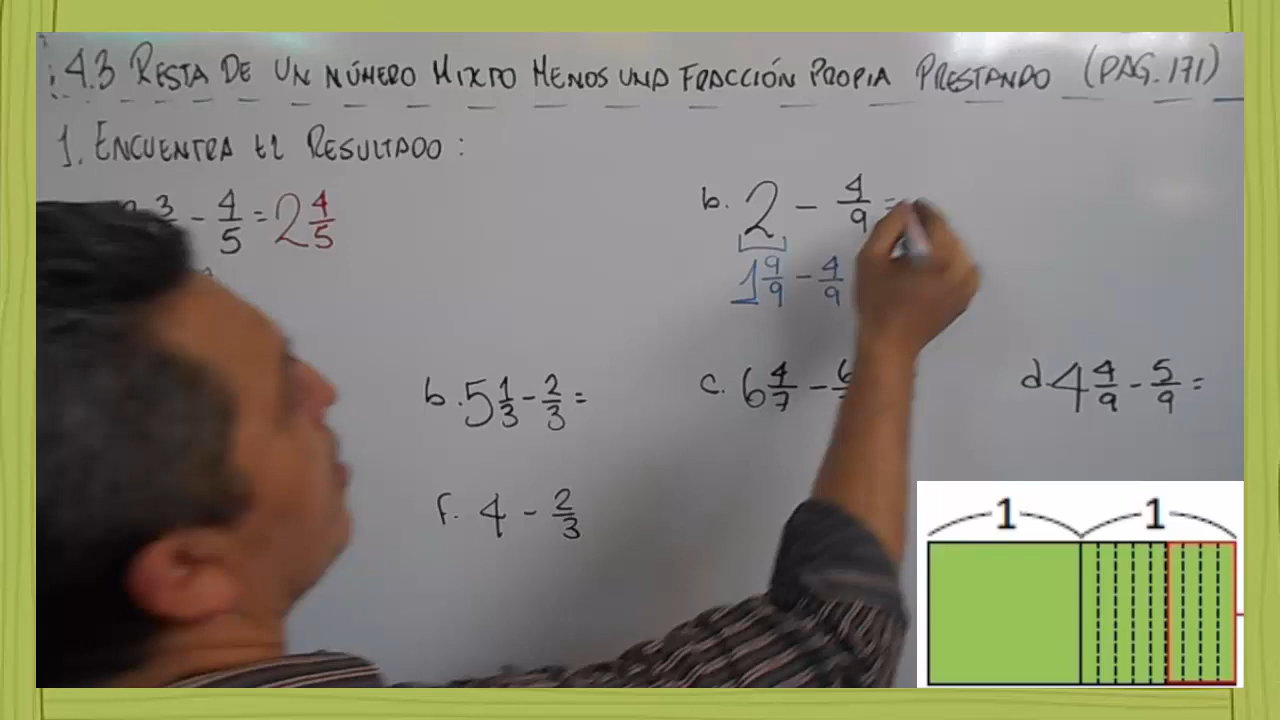 4.3 RESTA DE UN NÚMERO MIXTO MENOS UNA FRACCIÓN PROPIA PRESTANDO (PAG. 171)
1. ENCUENTRA EL RESULTADO :
3/ - 4/5 = 2 4/5
b. 2 - 4/9 =
1 9/9 - 4/9
b. 5 1/3 - 2/3 =
c. 6 4/7 - 6/
d. 4 4/9 - 5/9 =
f. 4 - 2/3
1 1